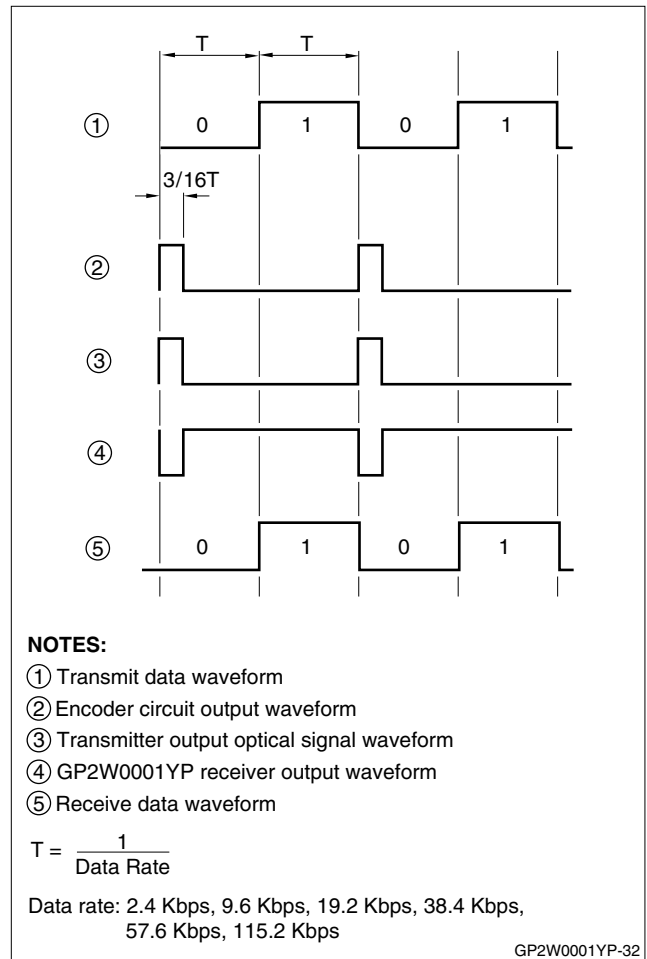 T T
① 0 1 0 1
3/16T
②
③
④
⑤ 0 1 0 1
NOTES:
① Transmit data waveform
② Encoder circuit output waveform
③ Transmitter output optical signal waveform
④ GP2W0001YP receiver output waveform
⑤ Receive data waveform
T = 1
Data Rate
Data rate: 2.4 Kbps, 9.6 Kbps, 19.2 Kbps, 38.4 Kbps,
57.6 Kbps, 115.2 Kbps
GP2W0001YP-32